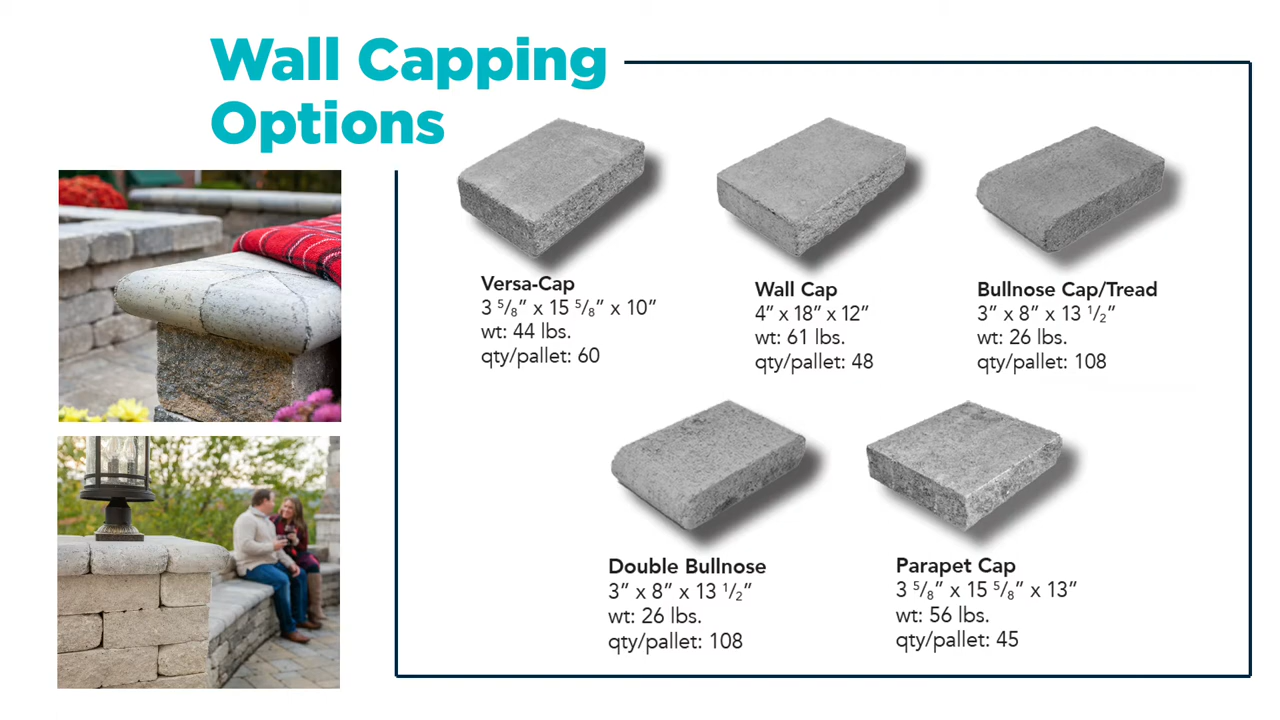 Wall Capping
Options
Versa-Cap
3 5/8” x 15 5/8” x 10”
wt: 44 lbs.
qty/pallet: 60
Wall Cap
4” x 18” x 12”
wt: 61 lbs.
qty/pallet: 48
Bullnose Cap/Tread
3” x 8” x 13 1/2”
wt: 26 lbs.
qty/pallet: 108
Double Bullnose
3” x 8” x 13 1/2”
wt: 26 lbs.
qty/pallet: 108
Parapet Cap
3 5/8” x 15 5/8” x 13”
wt: 56 lbs.
qty/pallet: 45